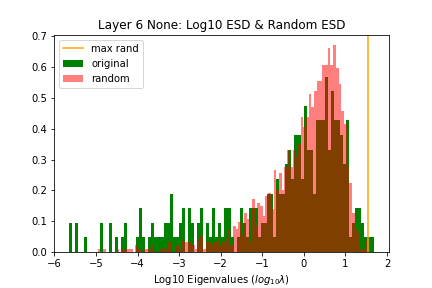 Layer 6 None: Log10 ESD & Random ESD
max rand
original
random
0.7
0.6
0.5
0.4
0.3
0.2
0.1
0.0
−6 −5 −4 −3 −2 −1 0 1 2
Log10 Eigenvalues (log₁₀λ)